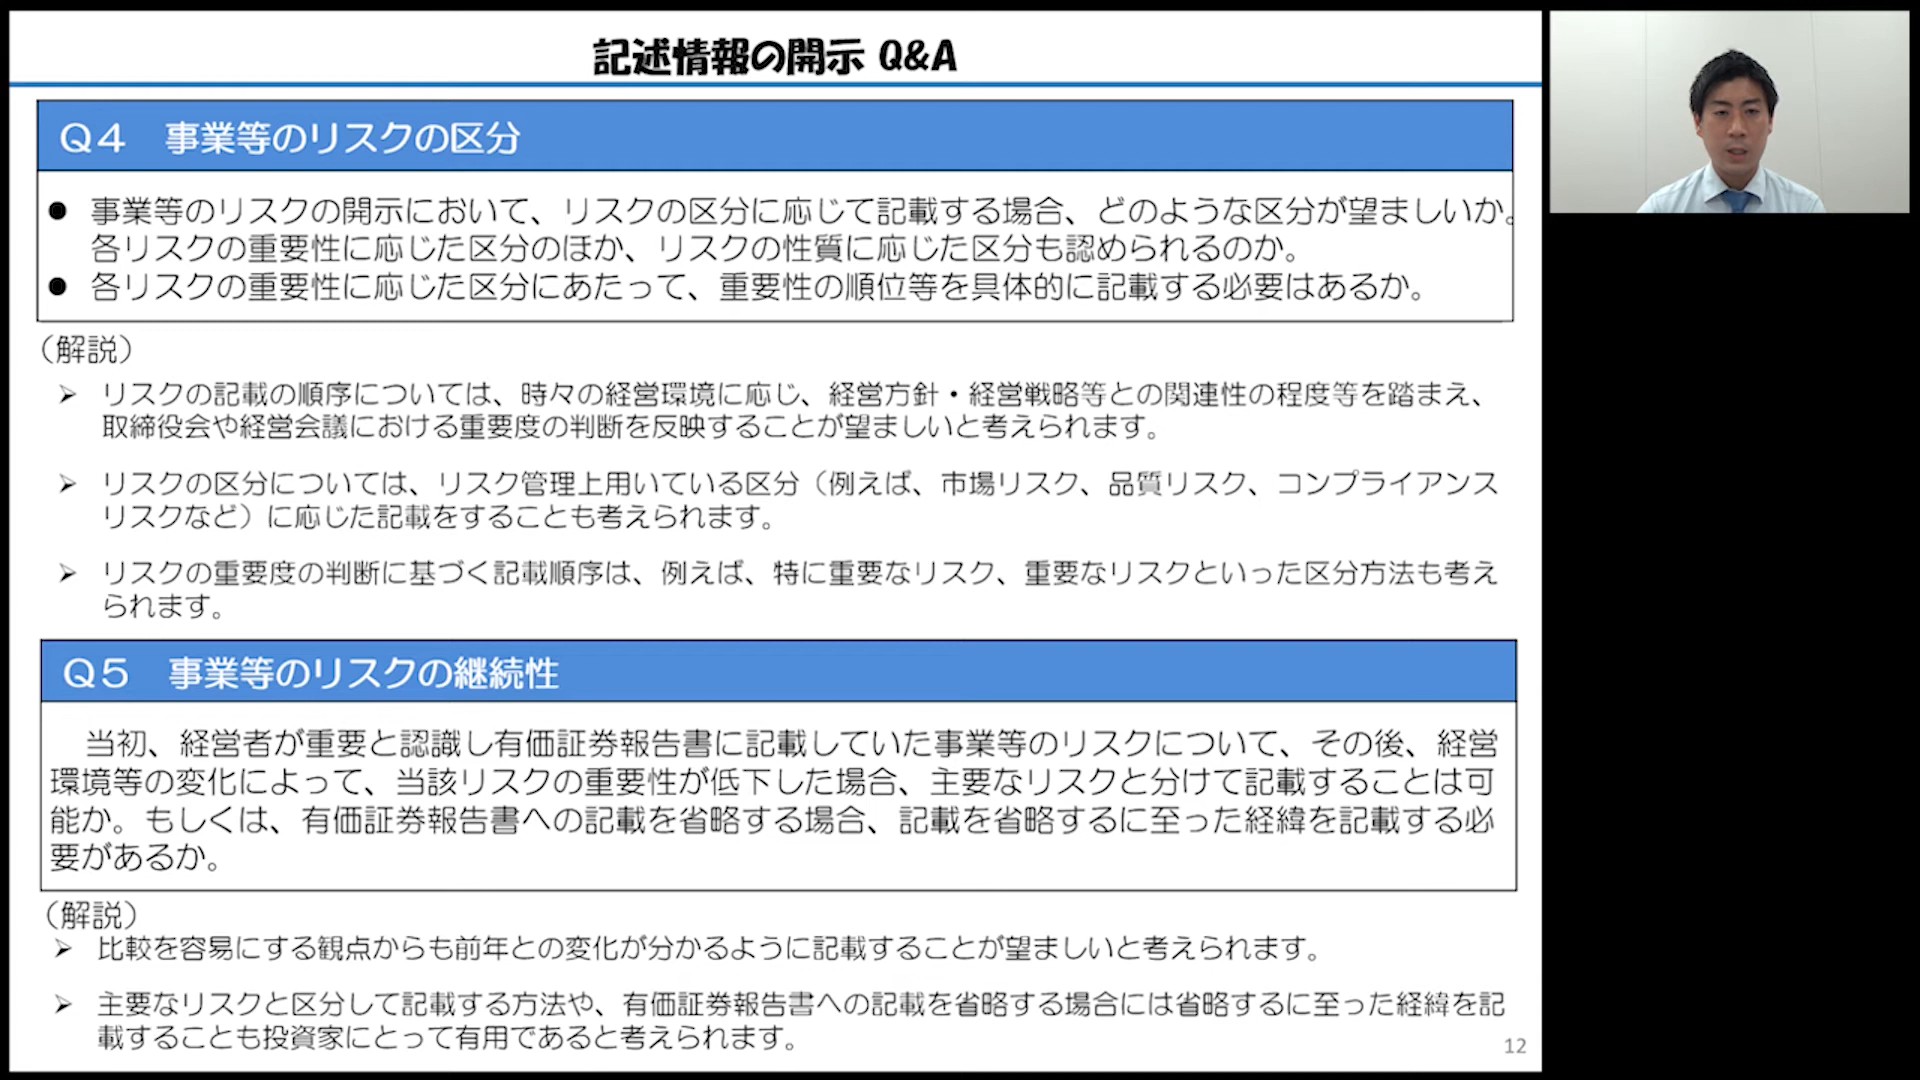 記述情報の開示 Q&A
Q4 事業等のリスクの区分
● 事業等のリスクの開示において、リスクの区分に応じて記載する場合、どのような区分が望ましいか。
各リスクの重要性に応じた区分のほか、リスクの性質に応じた区分も認められるのか。
● 各リスクの重要性に応じた区分にあたって、重要性の順位等を具体的に記載する必要はあるか。
（解説）
➢ リスクの記載の順序については、時々の経営環境に応じ、経営方針・経営戦略等との関連性の程度等を踏まえ、
取締役会や経営会議における重要度の判断を反映することが望ましいと考えられます。
➢ リスクの区分については、リスク管理上用いている区分（例えば、市場リスク、品質リスク、コンプライアンス
リスクなど）に応じた記載をすることも考えられます。
➢ リスクの重要度の判断に基づく記載順序は、例えば、特に重要なリスク、重要なリスクといった区分方法も考え
られます。
Q5 事業等のリスクの継続性
当初、経営者が重要と認識し有価証券報告書に記載していた事業等のリスクについて、その後、経営
環境等の変化によって、当該リスクの重要性が低下した場合、主要なリスクと分けて記載することは可
能か。もしくは、有価証券報告書への記載を省略する場合、記載を省略するに至った経緯を記載する必
要があるか。
（解説）
➢ 比較を容易にする観点からも前年との変化が分かるように記載することが望ましいと考えられます。
➢ 主要なリスクと区分して記載する方法や、有価証券報告書への記載を省略する場合には省略するに至った経緯を記
載することも投資家にとって有用であると考えられます。
12